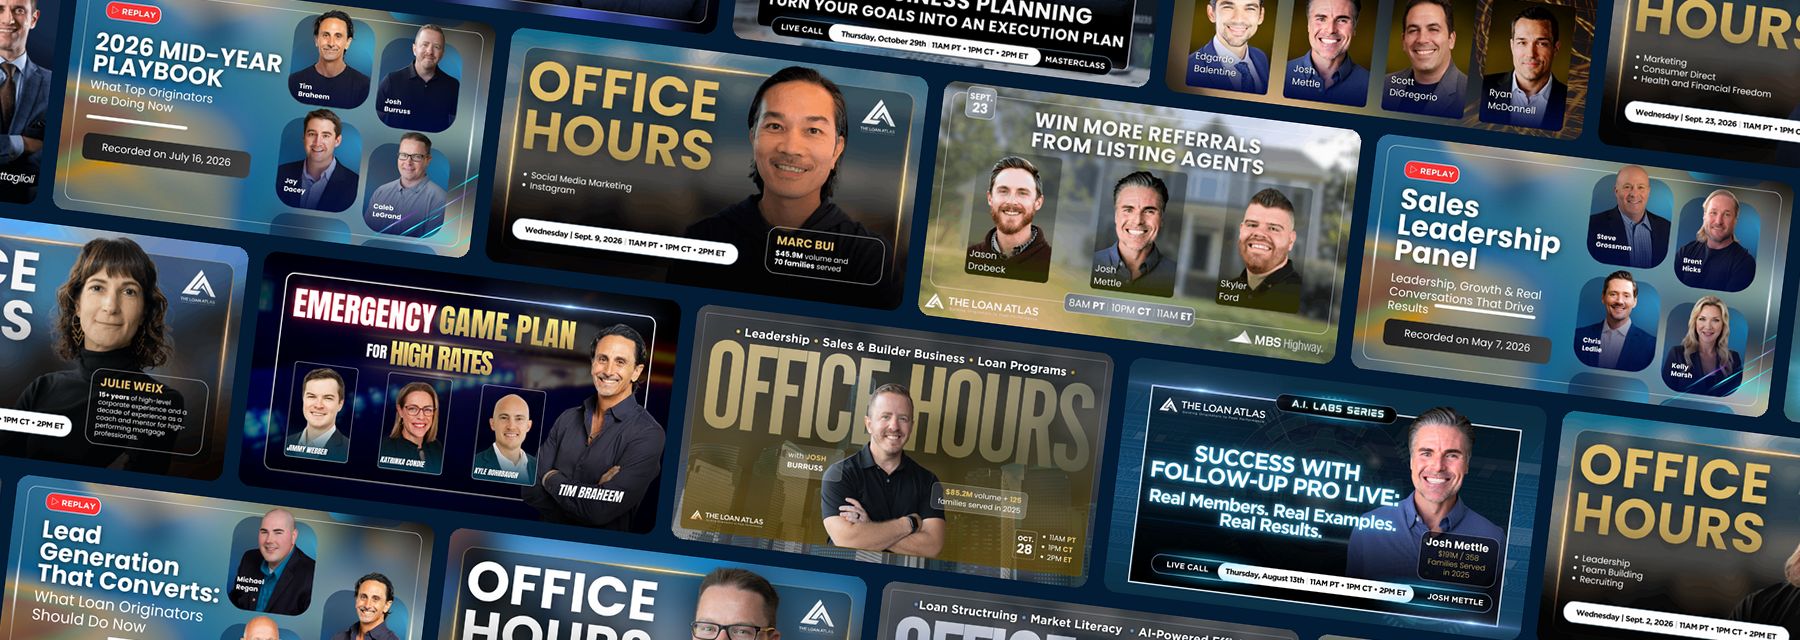 REPLAY
2026 MID-YEAR
PLAYBOOK
What Top Originators
are Doing Now
Recorded on July 16, 2026
Tim
Braheem
Josh
Burruss
Jay
Dacey
Caleb
LeGrand
OFFICE
HOURS
• Social Media Marketing
• Instagram
Wednesday | Sept. 9, 2026 | 11AM PT • 1PM CT • 2PM ET
THE LOAN ATLAS
MARC BUI
$45.9M volume and
70 families served
PLANNING
TURN YOUR GOALS INTO AN EXECUTION PLAN
LIVE CALL
Thursday, October 29th 11AM PT • 1PM CT • 2PM ET
MASTERCLASS
SEPT.
23
WIN MORE REFERRALS
FROM LISTING AGENTS
Jason
Drobeck
Josh
Mettle
Skyler
Ford
THE LOAN ATLAS
8AM PT | 10PM CT | 11AM ET
MBS Highway
Edgardo
Balentine
Josh
Mettle
Scott
DiGregorio
Ryan
McDonnell
HOURS
• Marketing
• Consumer Direct
• Health and Financial Freedom
Wednesday | Sept. 23, 2026 | 11AM PT • 1PM C
REPLAY
Sales
Leadership
Panel
Leadership, Growth & Real
Conversations That Drive
Results
Recorded on May 7, 2026
Steve
Grossman
Brent
Hicks
Chris
Ledlie
Kelly
Marsh
CE
S
THE LOAN ATLAS
JULIE WEIX
15+ years of high-level
corporate experience and a
decade of experience as a
coach and mentor for high-
performing mortgage
professionals.
• 1PM CT • 2PM ET
EMERGENCY GAME PLAN
FOR HIGH RATES
JIMMY WEBBER
KATRINKA CONDIE
KYLE ROHRBAUGH
TIM BRAHEEM
• Leadership • Sales & Builder Business • Loan Programs •
OFFICE HOURS
with JOSH
BURRUSS
$85.2M volume + 126
families served in 2025
THE LOAN ATLAS
OCT.
28
• 11AM PT
• 1PM CT
• 2PM ET
THE LOAN ATLAS
A.I. LABS SERIES
SUCCESS WITH
FOLLOW-UP PRO LIVE:
Real Members. Real Examples.
Real Results.
Josh Mettle
$191M / 358
Families Served
in 2025
LIVE CALL
Thursday, August 13th 11AM PT • 1PM CT • 2PM ET
JOSH METTLE
OFFICE
HOURS
• Leadership
• Team Building
• Recruiting
Wednesday | Sept. 2, 2026 | 11AM PT • 1PM CT • 2PM ET
REPLAY
Lead
Generation
That Converts:
What Loan Originators
Should Do Now
Michael
Regan
OFFICE
HOURS
THE LOAN ATLAS
• Loan Structruing • Market Literacy • AI-Powered